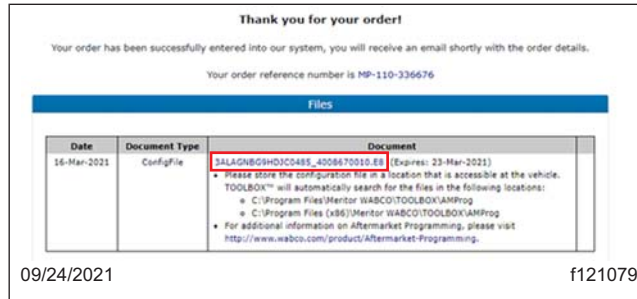 Thank you for your order!
Your order has been successfully entered into our system, you will receive an email shortly with the order details.
Your order reference number is MP-110-336676
Files
Date Document Type Document
16-Mar-2021 ConfigFile 3ALAGNBG9HDJC0485_4008670010.E8 (Expires: 23-Mar-2021)
• Please store the configuration file in a location that is accessible at the vehicle.
TOOLBOX™ will automatically search for the files in the following locations:
o C:\Program Files\Meritor WABCO\TOOLBOX\AMProg
o C:\Program Files (x86)\Meritor WABCO\TOOLBOX\AMProg
• For additional information on Aftermarket Programming, please visit
http://www.wabco.com/product/Aftermarket-Programming.
09/24/2021 f121079